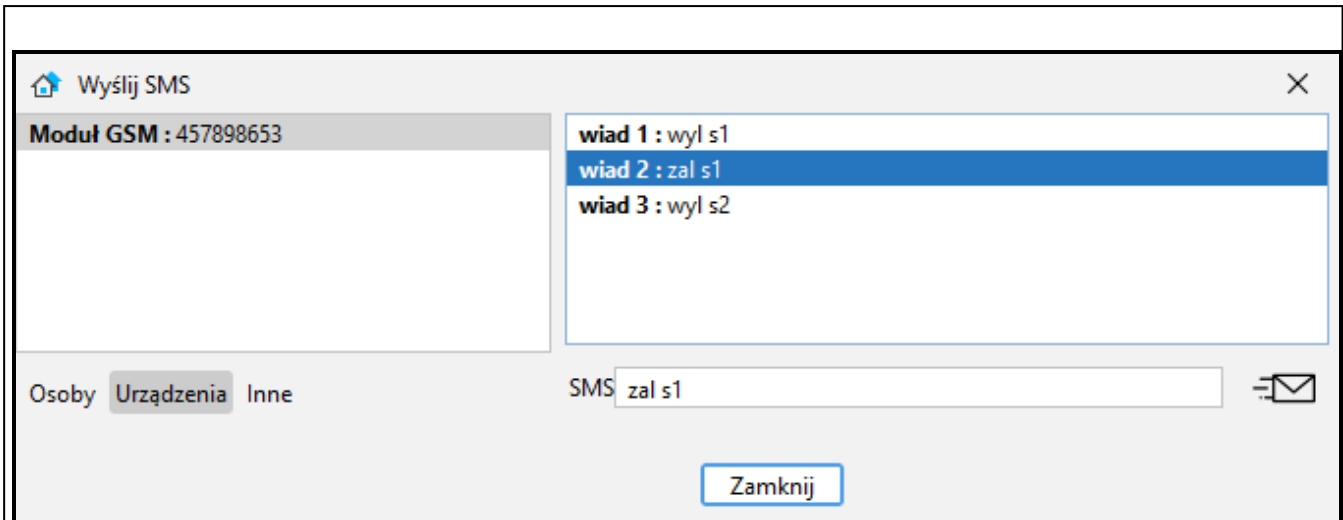 Wyślij SMS
Moduł GSM : 457898653
wiad 1 : wyl s1
wiad 2 : zal s1
wiad 3 : wyl s2
Osoby Urządzenia Inne
SMS zal s1
Zamknij